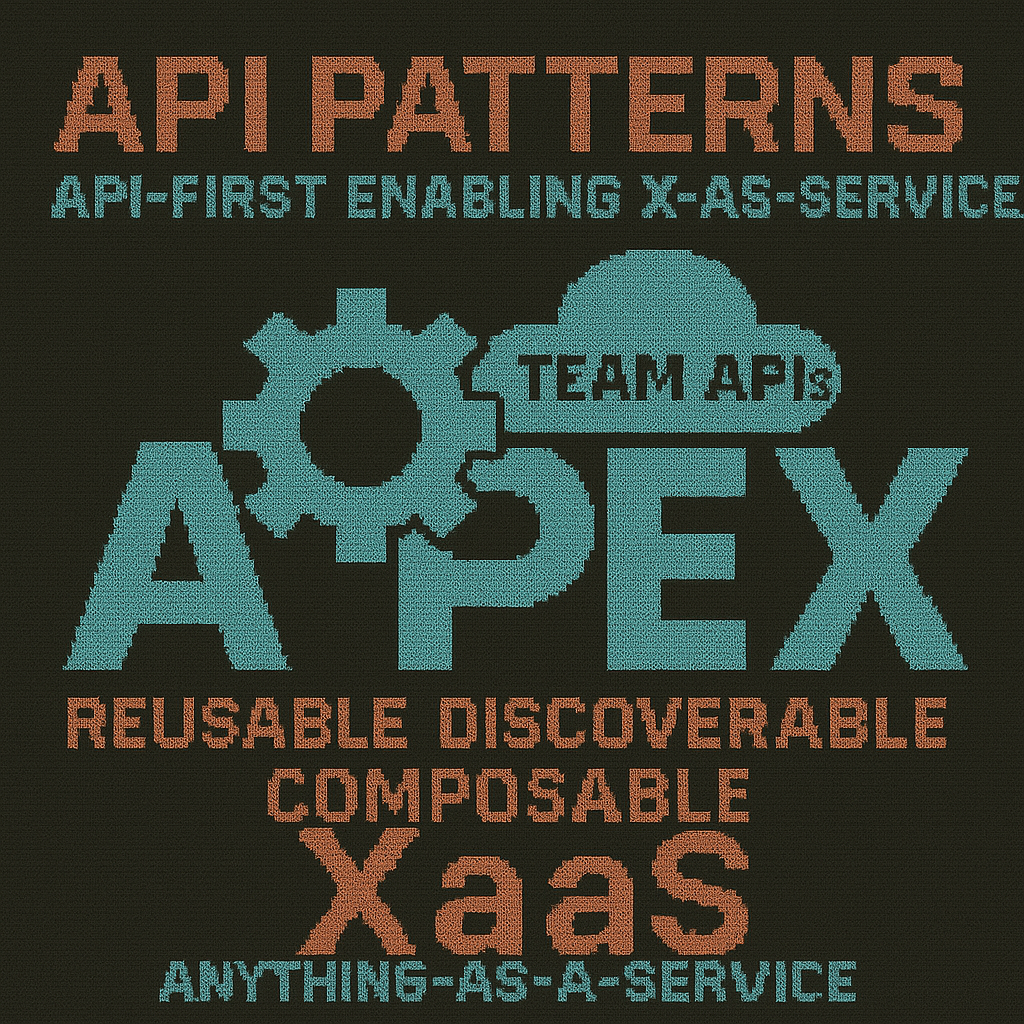 API PATTERNS
API-FIRST ENABLING X-AS-SERVICE
TEAM APIs
APEX
REUSABLE DISCOVERABLE
COMPOSABLE
XaaS
ANYTHING-AS-A-SERVICE